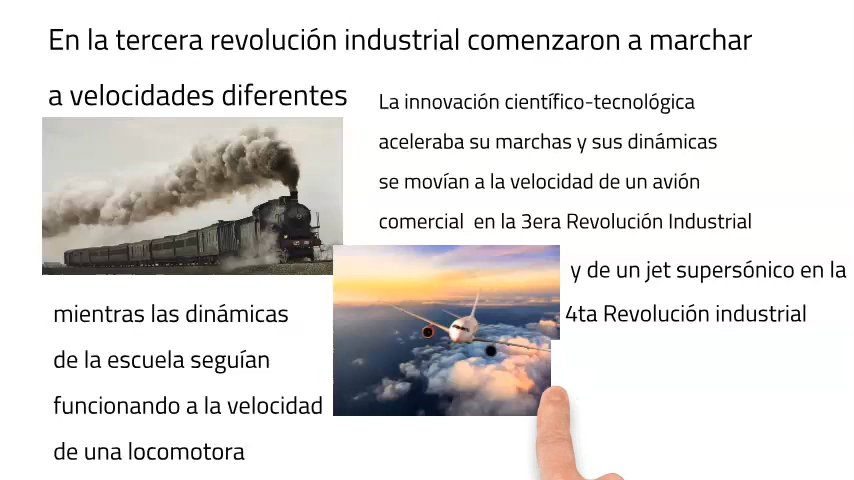 En la tercera revolución industrial comenzaron a marchar
a velocidades diferentes
La innovación científico-tecnológica
aceleraba su marchas y sus dinámicas
se movían a la velocidad de un avión
comercial en la 3era Revolución Industrial
y de un jet supersónico en la
4ta Revolución industrial
mientras las dinámicas
de la escuela seguían
funcionando a la velocidad
de una locomotora